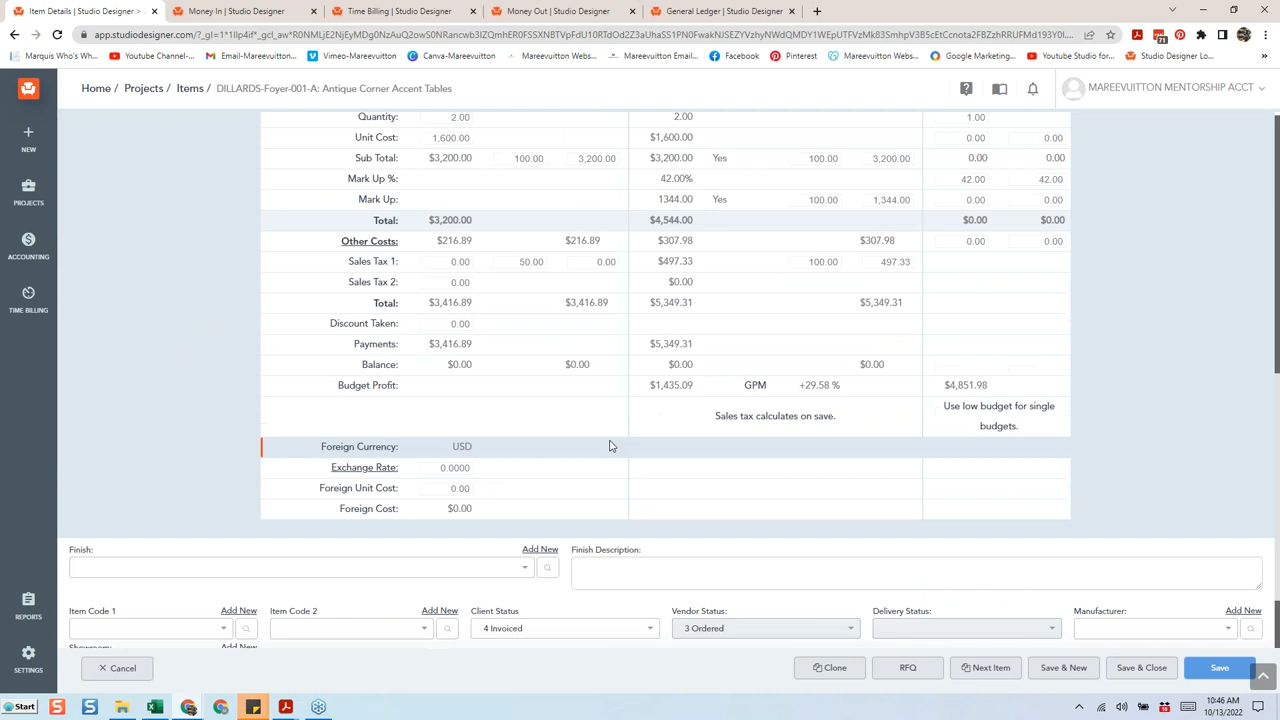 Item Details | DILLARDS-Foyer-
Money In | Studio Designer
Time Billing | Studio Designer
Money Out | Studio Designer
General Ledger | Studio Designer
Marquis Who's Who...
Youtube Channel-...
Email-Mareevuitton...
Vimeo-Mareevuitton
Canva-Mareevuitton
Mareevuitton Email...
Facebook
Pinterest
Mareevuitton Webs...
Google Marketing...
Youtube Studio for...
Studio Designer Lo...
»
Home / Projects / Items / DILLARDS-Foyer-001-A: Antique Corner Accent Tables
MAREEVUITTON MENTORSHIP ACCT
NEW
PROJECTS
ACCOUNTING
TIME BILLING
REPORTS
SETTINGS
Quantity: 2.00 2.00 1.00
Unit Cost: 1,600.00 $1,600.00 0.00 0.00
Sub Total: $3,200.00 100.00 3,200.00 $3,200.00 Yes 100.00 3,200.00 0.00 0.00
Mark Up %: 42.00% 42.00 42.00
Mark Up: 1344.00 Yes 100.00 1,344.00 0.00 0.00
Total: $3,200.00 $4,544.00 $0.00 $0.00
Other Costs: $216.89 $216.89 $307.98 $307.98 0.00 0.00
Sales Tax 1: 0.00 50.00 0.00 $497.33 100.00 497.33
Sales Tax 2: 0.00 $0.00
Total: $3,416.89 $3,416.89 $5,349.31 $5,349.31
Discount Taken: 0.00
Payments: $3,416.89 $5,349.31
Balance: $0.00 $0.00 $0.00 $0.00
Budget Profit: $1,435.09 GPM +29.58 % $4,851.98
Sales tax calculates on save.
Use low budget for single
budgets.
Foreign Currency: USD
Exchange Rate: 0.0000
Foreign Unit Cost: 0.00
Foreign Cost: $0.00
Finish: Add New Finish Description:
Item Code 1 Add New Item Code 2 Add New Client Status Vendor Status: Delivery Status: Manufacturer: Add New
4 Invoiced 3 Ordered
Showroom: Add New
Cancel Clone RFQ Next Item Save & New Save & Close Save
Start
10:46 AM
10/13/2022